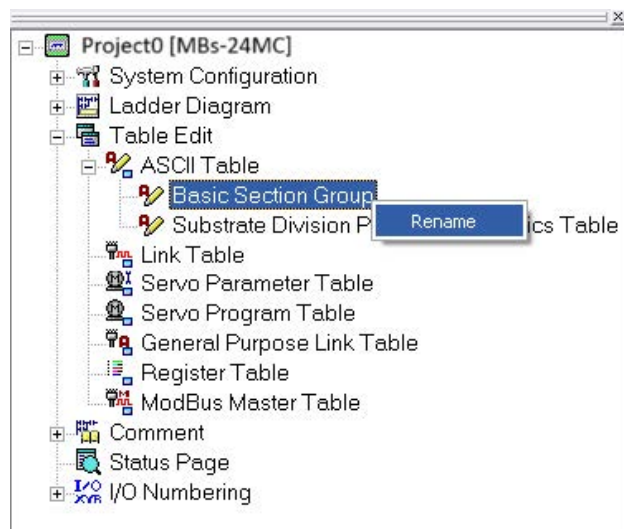 Project0 [MBs-24MC]
System Configuration
Ladder Diagram
Table Edit
ASCII Table
Basic Section Group
Rename
Substrate Division P ics Table
Link Table
Servo Parameter Table
Servo Program Table
General Purpose Link Table
Register Table
ModBus Master Table
Comment
Status Page
I/O Numbering